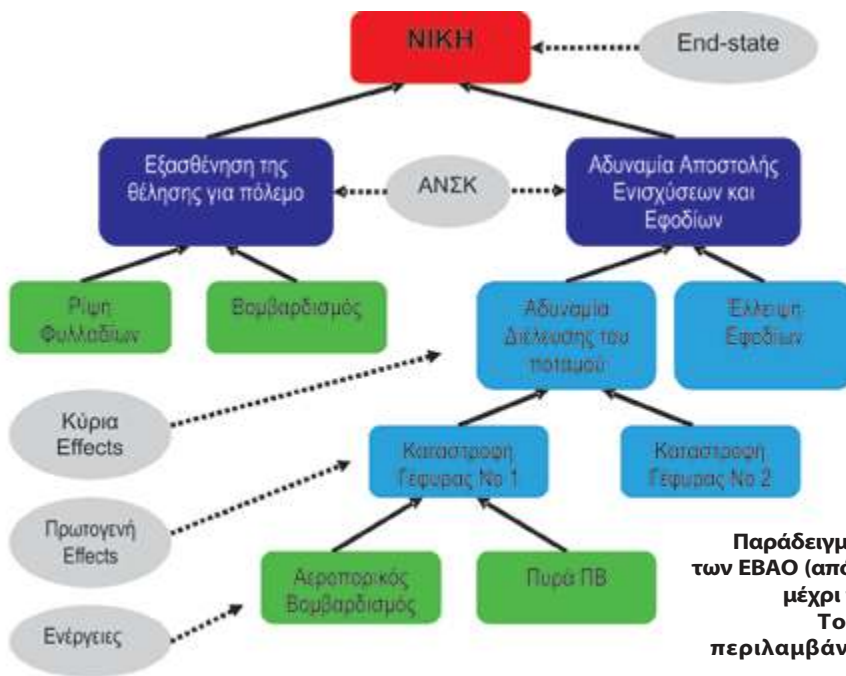 ΝΙΚΗ
End-state
Εξασθένηση της
θέλησης για πόλεμο
ΑΝΣΚ
Αδυναμία Αποστολής
Ενισχύσεων και
Εφοδίων
Ρίψη
Φυλλαδίων
Βομβαρδισμός
Αδυναμία
Διέλευσης του
ποταμού
Έλλειψη
Εφοδίων
Κύρια
Effects
Καταστροφή
Γέφυρας Νο 1
Καταστροφή
Γέφυρας Νο 2
Πρωτογενή
Effects
Αεροπορικός
Βομβαρδισμός
Πυρά ΠΒ
Ενέργειες
Παράδειγμ
των ΕΒΑΟ (από
μέχρι
Το
περιλαμβάν